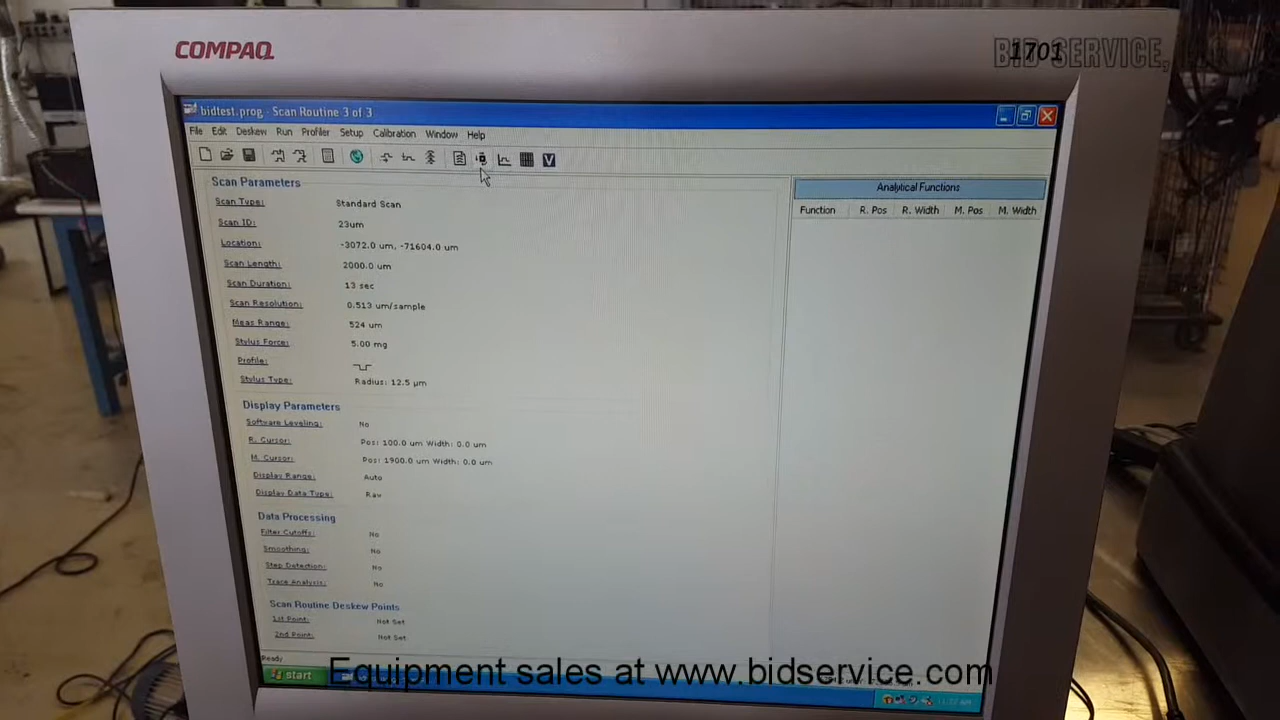 COMPAQ
1701
BID SERVICE,
bidtest.prog - Scan Routine 3 of 3
File Edit Deskew Run Profiler Setup Calibration Window Help
V
Scan Parameters
Scan Type: Standard Scan
Scan ID: 23um
Location: -3072.0 um, -71604.0 um
Scan Length: 2000.0 um
Scan Duration: 13 sec
Scan Resolution: 0.513 um/sample
Meas Range: 524 um
Stylus Force: 5.00 mg
Profile:
Stylus Type: Radius: 12.5 µm
Display Parameters
Software Leveling: No
R. Cursor: Pos: 100.0 um Width: 0.0 um
M. Cursor: Pos: 1900.0 um Width: 0.0 um
Display Range: Auto
Display Data Type: Raw
Data Processing
Filter Cutoffs: No
Smoothing: No
Step Detection: No
Trace Analysis: No
Scan Routine Deskew Points
1st Point: Not Set
2nd Point: Not Set
Analytical Functions
Function R. Pos R. Width M. Pos M. Width
Ready
start
Equipment sales at www.bidservice.com